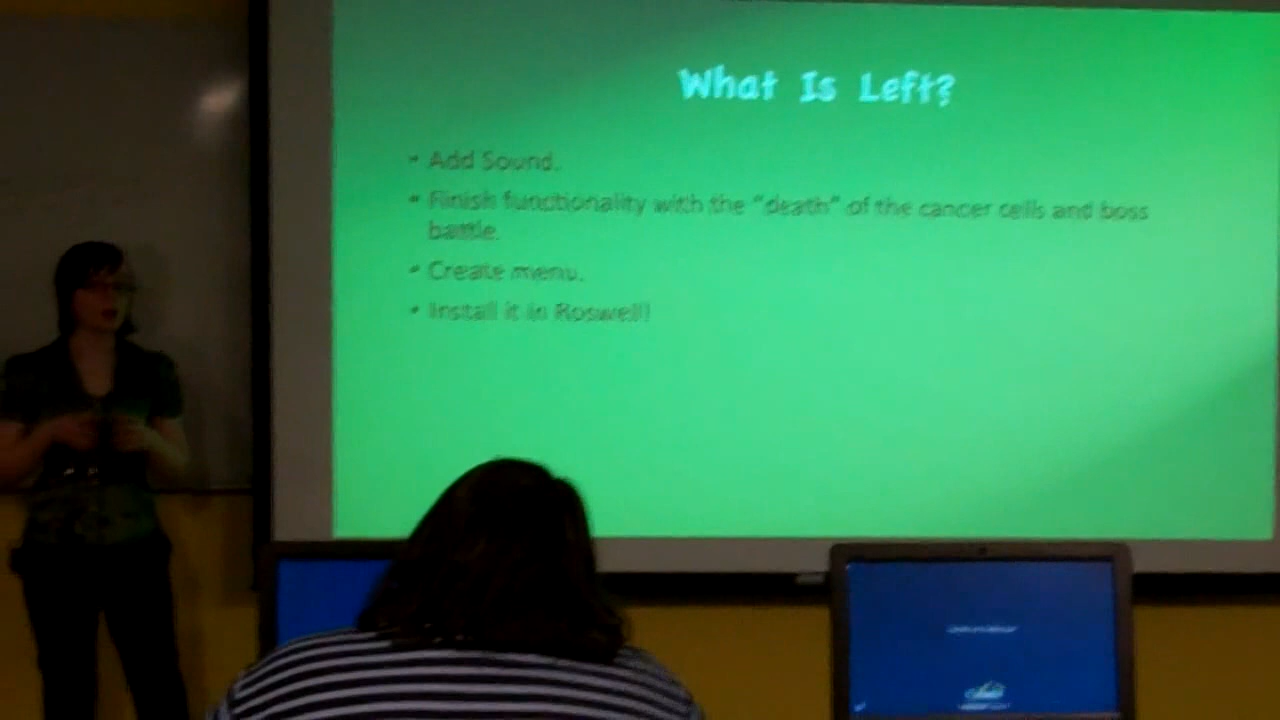 What Is Left?
Add Sound.
Finish functionality with the "death" of the cancer cells and boss
battle.
Create menu.
Install it in Roswell!